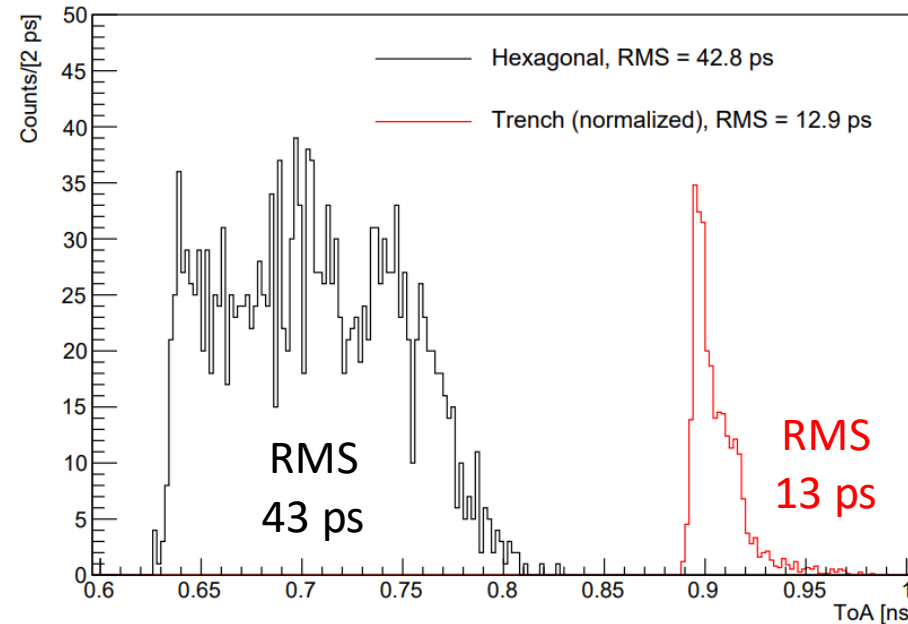 Counts/[2 ps]
50
45
40
35
30
25
20
15
10
5
0
Hexagonal, RMS = 42.8 ps
Trench (normalized), RMS = 12.9 ps
RMS
43 ps
RMS
13 ps
0.6 0.65 0.7 0.75 0.8 0.85 0.9 0.95 1
ToA [ns